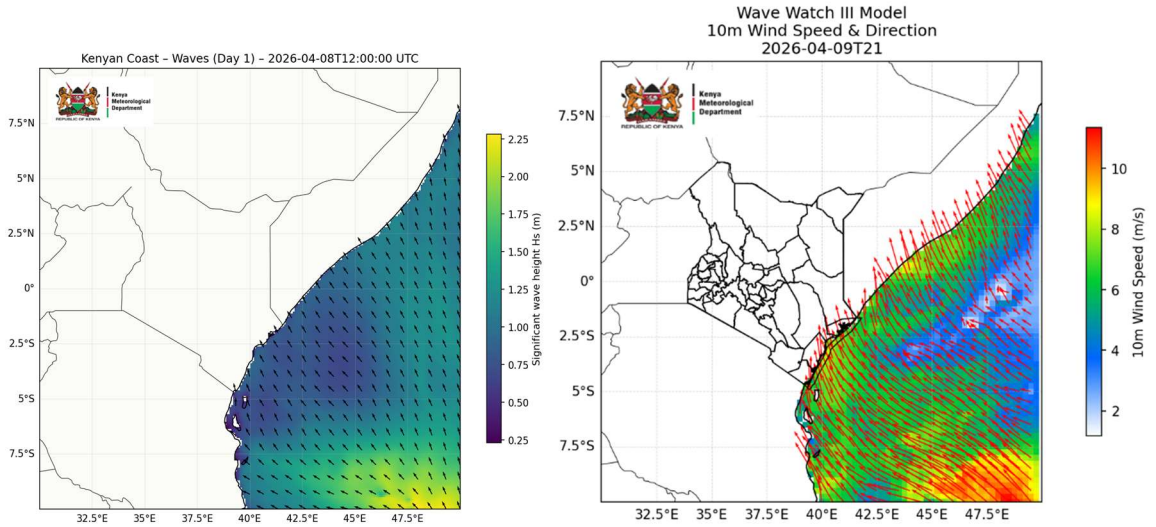 Kenyan Coast – Waves (Day 1) – 2026-04-08T12:00:00 UTC
Kenya
Meteorological
Department
REPUBLIC OF KENYA
7.5°N
5°N
2.5°N
0°
2.5°S
5°S
7.5°S
32.5°E 35°E 37.5°E 40°E 42.5°E 45°E 47.5°E
2.25
2.00
1.75
1.50
1.25
1.00
0.75
0.50
0.25
Significant wave height Hs (m)
Wave Watch III Model
10m Wind Speed & Direction
2026-04-09T21
Kenya
Meteorological
Department
REPUBLIC OF KENYA
7.5°N
5°N
2.5°N
0°
2.5°S
5°S
7.5°S
32.5°E 35°E 37.5°E 40°E 42.5°E 45°E 47.5°E
10
8
6
4
2
10m Wind Speed (m/s)